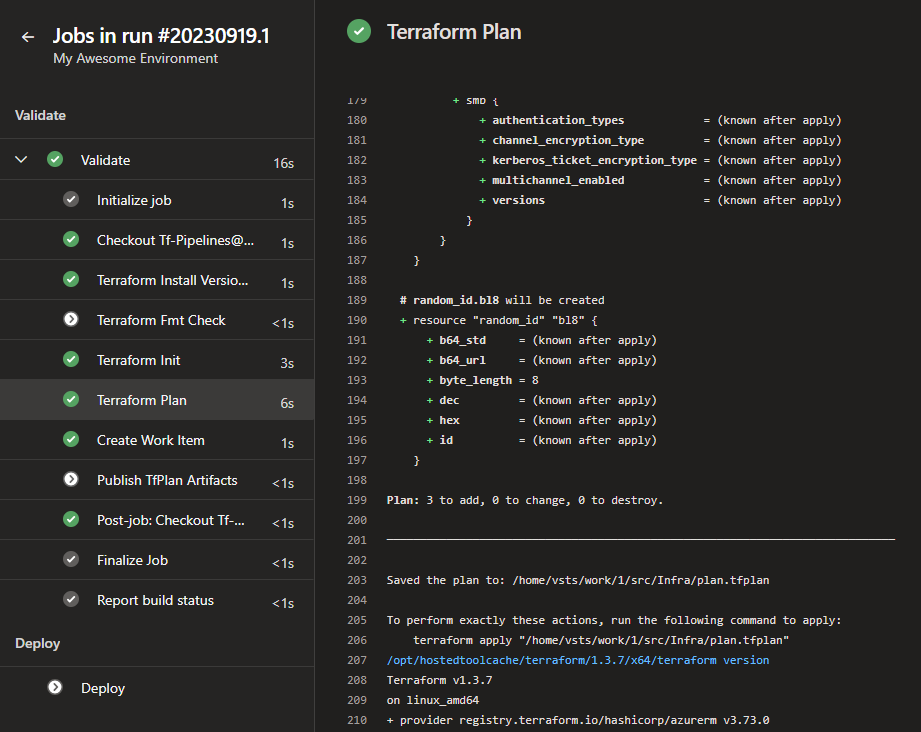 Jobs in run #20230919.1
My Awesome Environment
Validate
Validate 16s
Initialize job 1s
Checkout Tf-Pipelines@... 1s
Terraform Install Versio... 1s
Terraform Fmt Check <1s
Terraform Init 3s
Terraform Plan 6s
Create Work Item 1s
Publish TfPlan Artifacts <1s
Post-job: Checkout Tf-... <1s
Finalize Job <1s
Report build status <1s
Deploy
Deploy
Terraform Plan
179 + smb {
180 + authentication_types = (known after apply)
181 + channel_encryption_type = (known after apply)
182 + kerberos_ticket_encryption_type = (known after apply)
183 + multichannel_enabled = (known after apply)
184 + versions = (known after apply)
185 }
186 }
187 }
188
189 # random_id.bl8 will be created
190 + resource "random_id" "bl8" {
191 + b64_std = (known after apply)
192 + b64_url = (known after apply)
193 + byte_length = 8
194 + dec = (known after apply)
195 + hex = (known after apply)
196 + id = (known after apply)
197 }
198
199 Plan: 3 to add, 0 to change, 0 to destroy.
200
201
202
203 Saved the plan to: /home/vsts/work/1/src/Infra/plan.tfplan
204
205 To perform exactly these actions, run the following command to apply:
206 terraform apply "/home/vsts/work/1/src/Infra/plan.tfplan"
207 /opt/hostedtoolcache/terraform/1.3.7/x64/terraform version
208 Terraform v1.3.7
209 on linux_amd64
210 + provider registry.terraform.io/hashicorp/azurerm v3.73.0